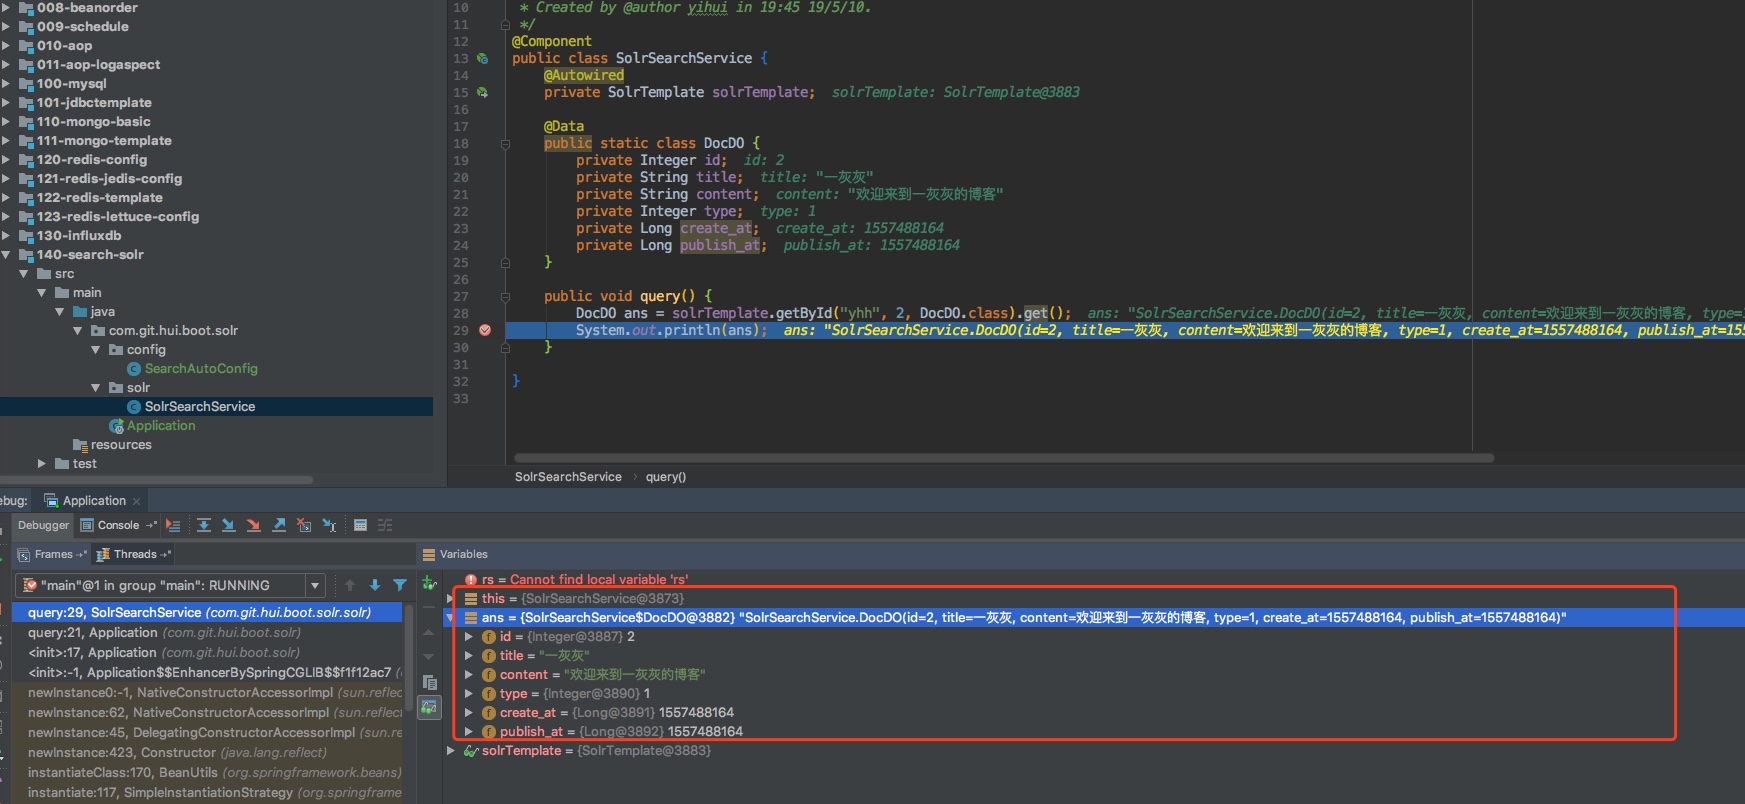 008-beanorder
009-schedule
010-aop
011-aop-logaspect
100-mysql
101-jdbctemplate
110-mongo-basic
111-mongo-template
120-redis-config
121-redis-jedis-config
122-redis-template
123-redis-lettuce-config
130-influxdb
140-search-solr
src
main
java
com.git.hui.boot.solr
config
SearchAutoConfig
solr
SolrSearchService
Application
resources
test
10 * Created by @author yihui in 19:45 19/5/10.
11 */
12 @Component
13 public class SolrSearchService {
14 @Autowired
15 private SolrTemplate solrTemplate; solrTemplate: SolrTemplate@3883
16
17 @Data
18 public static class DocDO {
19 private Integer id; id: 2
20 private String title; title: "一灰灰"
21 private String content; content: "欢迎来到一灰灰的博客"
22 private Integer type; type: 1
23 private Long create_at; create_at: 1557488164
24 private Long publish_at; publish_at: 1557488164
25 }
26
27 public void query() {
28 DocDO ans = solrTemplate.getById("yhh", 2, DocDO.class).get(); ans: "SolrSearchService.DocDO(id=2, title=一灰灰, content=欢迎来到一灰灰的博客, type=1
29 System.out.println(ans); ans: "SolrSearchService.DocDO(id=2, title=一灰灰, content=欢迎来到一灰灰的博客, type=1, create_at=1557488164, publish_at=155
30 }
31
32 }
33
SolrSearchService › query()
ebug: Application ×
Debugger Console
Frames Threads
"main"@1 in group "main": RUNNING
query:29, SolrSearchService (com.git.hui.boot.solr.solr)
query:21, Application (com.git.hui.boot.solr)
<init>:17, Application (com.git.hui.boot.solr)
<init>:-1, Application$$EnhancerBySpringCGLIB$$f1f12ac7 (
newInstance0:-1, NativeConstructorAccessorImpl (sun.reflec
newInstance:62, NativeConstructorAccessorImpl (sun.reflect
newInstance:45, DelegatingConstructorAccessorImpl (sun.re
newInstance:423, Constructor (java.lang.reflect)
instantiateClass:170, BeanUtils (org.springframework.beans)
instantiate:117, SimpleInstantiationStrategy (org.springframe
Variables
rs = Cannot find local variable 'rs'
this = {SolrSearchService@3873}
ans = {SolrSearchService$DocDO@3882} "SolrSearchService.DocDO(id=2, title=一灰灰, content=欢迎来到一灰灰的博客, type=1, create_at=1557488164, publish_at=1557488164)"
id = {Integer@3887} 2
title = "一灰灰"
content = "欢迎来到一灰灰的博客"
type = {Integer@3890} 1
create_at = {Long@3891} 1557488164
publish_at = {Long@3892} 1557488164
solrTemplate = {SolrTemplate@3883}